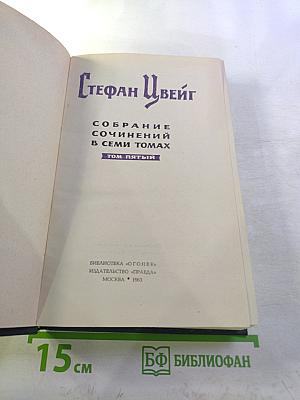 Стефан Цвейг
СОБРАНИЕ
СОЧИНЕНИЙ
В СЕМИ ТОМАХ
ТОМ ПЯТЫЙ
БИБЛИОТЕКА «ОГОНЕК»
ИЗДАТЕЛЬСТВО «ПРАВДА»
МОСКВА • 1963
15 см
БФ БИБЛИОФАН